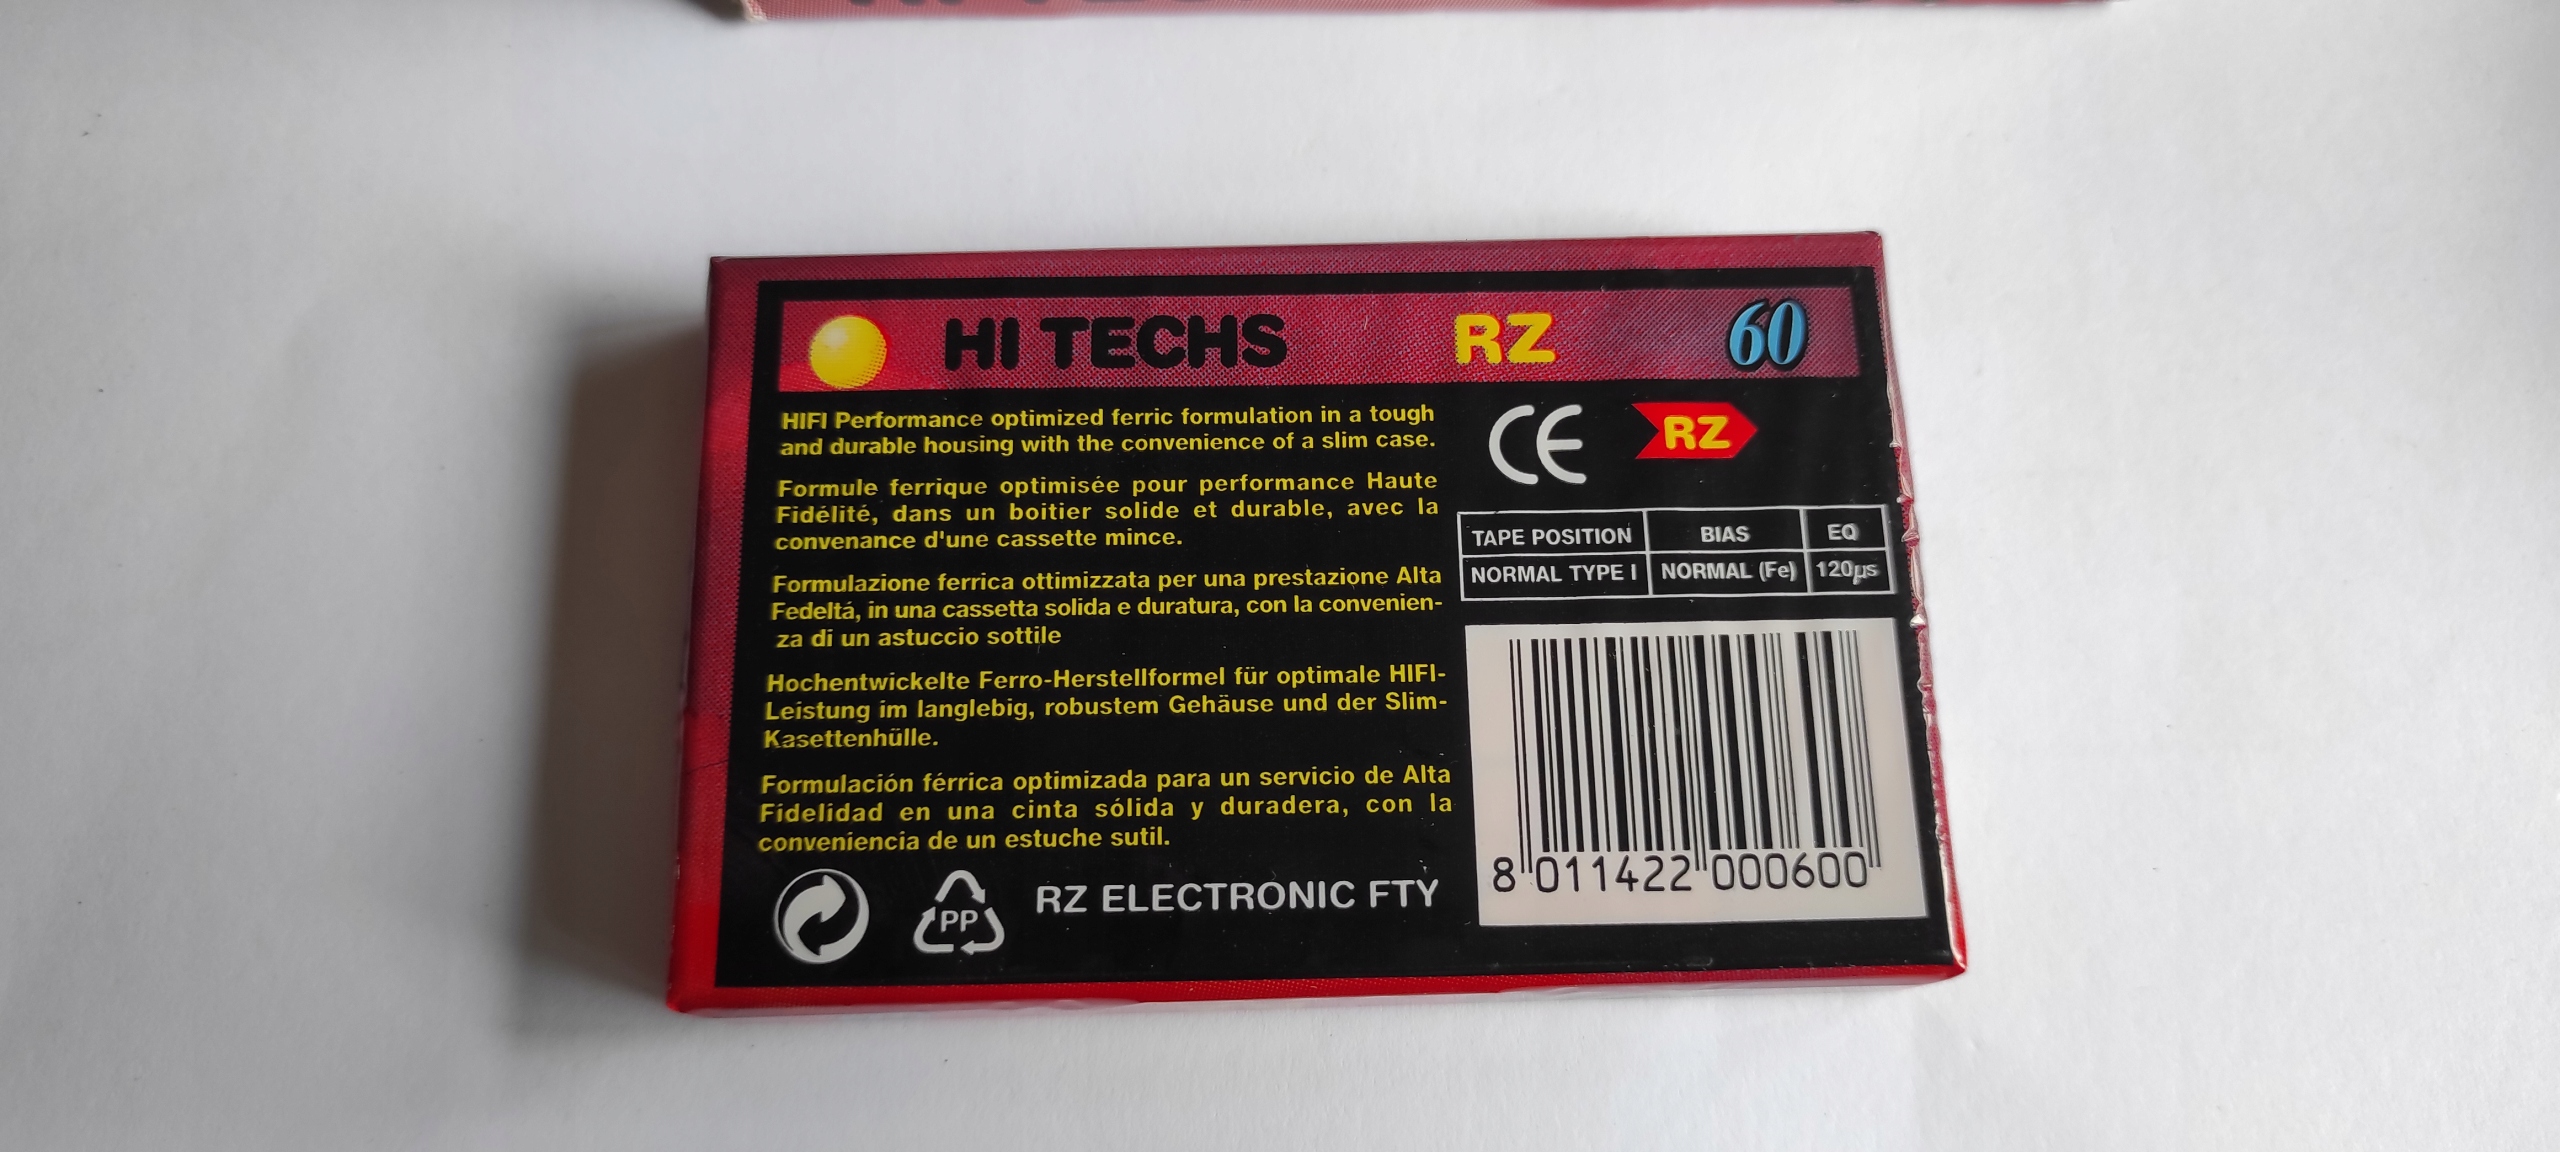 HI TECHS RZ 60
HIFI Performance optimized ferric formulation in a tough
and durable housing with the convenience of a slim case.
Formule ferrique optimisée pour performance Haute
Fidélité, dans un boitier solide et durable, avec la
convenance d'une cassette mince.
Formulazione ferrica ottimizzata per una prestazione Alta
Fedeltá, in una cassetta solida e duratura, con la convenien-
za di un astuccio sottile
Hochentwickelte Ferro-Herstellformel für optimale HIFI-
Leistung im langlebig, robustem Gehäuse und der Slim-
Kasettenhülle.
Formulación férrica optimizada para un servicio de Alta
Fidelidad en una cinta sólida y duradera, con la
conveniencia de un estuche sutil.
PP
RZ ELECTRONIC FTY
CE RZ
TAPE POSITION BIAS EQ
NORMAL TYPE I NORMAL (Fe) 120µs
8 011422 000600